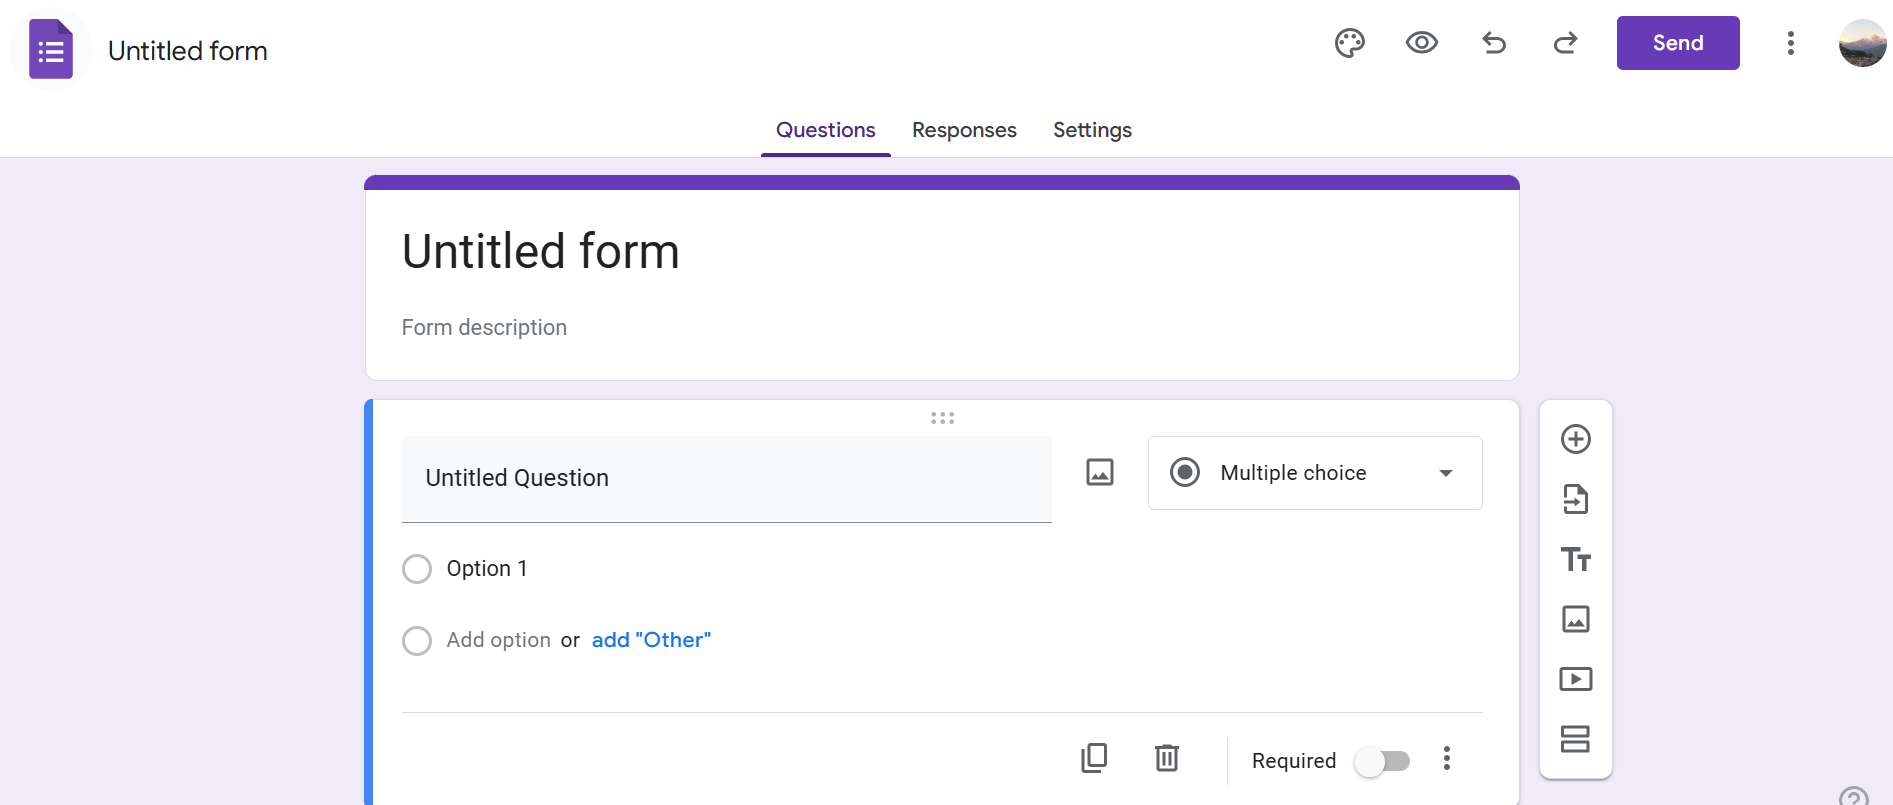 Untitled form
Send
Questions Responses Settings
Untitled form
Form description
Untitled Question
Multiple choice
Option 1
Add option or add "Other"
Required